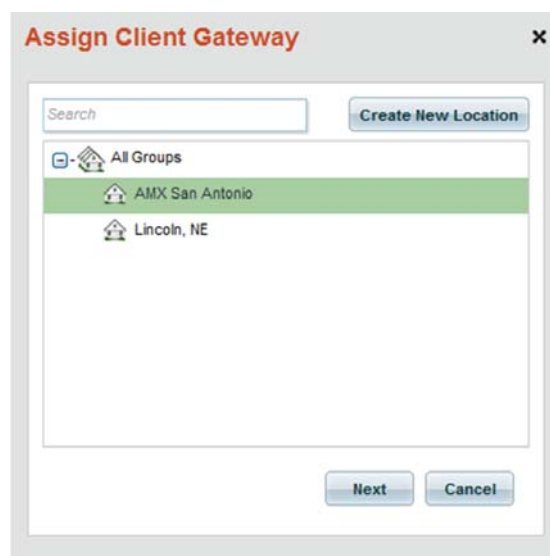 Assign Client Gateway
Search
Create New Location
All Groups
AMX San Antonio
Lincoln, NE
Next
Cancel